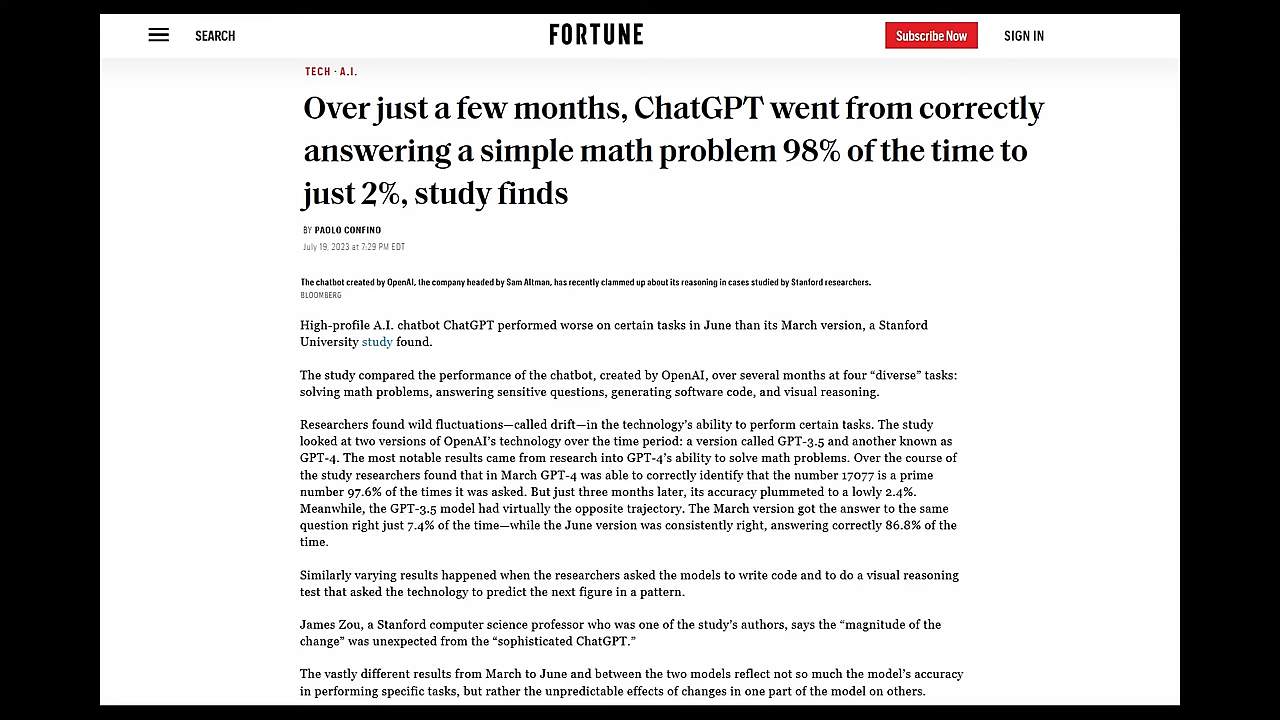 SEARCH
FORTUNE
Subscribe Now
SIGN IN
TECH · A.I.
Over just a few months, ChatGPT went from correctly
answering a simple math problem 98% of the time to
just 2%, study finds
BY PAOLO CONFINO
July 19, 2023 at 7:29 PM EDT
The chatbot created by OpenAI, the company headed by Sam Altman, has recently clammed up about its reasoning in cases studied by Stanford researchers.
BLOOMBERG
High-profile A.I. chatbot ChatGPT performed worse on certain tasks in June than its March version, a Stanford
University study found.
The study compared the performance of the chatbot, created by OpenAI, over several months at four “diverse” tasks:
solving math problems, answering sensitive questions, generating software code, and visual reasoning.
Researchers found wild fluctuations—called drift—in the technology’s ability to perform certain tasks. The study
looked at two versions of OpenAI’s technology over the time period: a version called GPT-3.5 and another known as
GPT-4. The most notable results came from research into GPT-4’s ability to solve math problems. Over the course of
the study researchers found that in March GPT-4 was able to correctly identify that the number 17077 is a prime
number 97.6% of the times it was asked. But just three months later, its accuracy plummeted to a lowly 2.4%.
Meanwhile, the GPT-3.5 model had virtually the opposite trajectory. The March version got the answer to the same
question right just 7.4% of the time—while the June version was consistently right, answering correctly 86.8% of the
time.
Similarly varying results happened when the researchers asked the models to write code and to do a visual reasoning
test that asked the technology to predict the next figure in a pattern.
James Zou, a Stanford computer science professor who was one of the study’s authors, says the “magnitude of the
change” was unexpected from the “sophisticated ChatGPT.”
The vastly different results from March to June and between the two models reflect not so much the model’s accuracy
in performing specific tasks, but rather the unpredictable effects of changes in one part of the model on others.